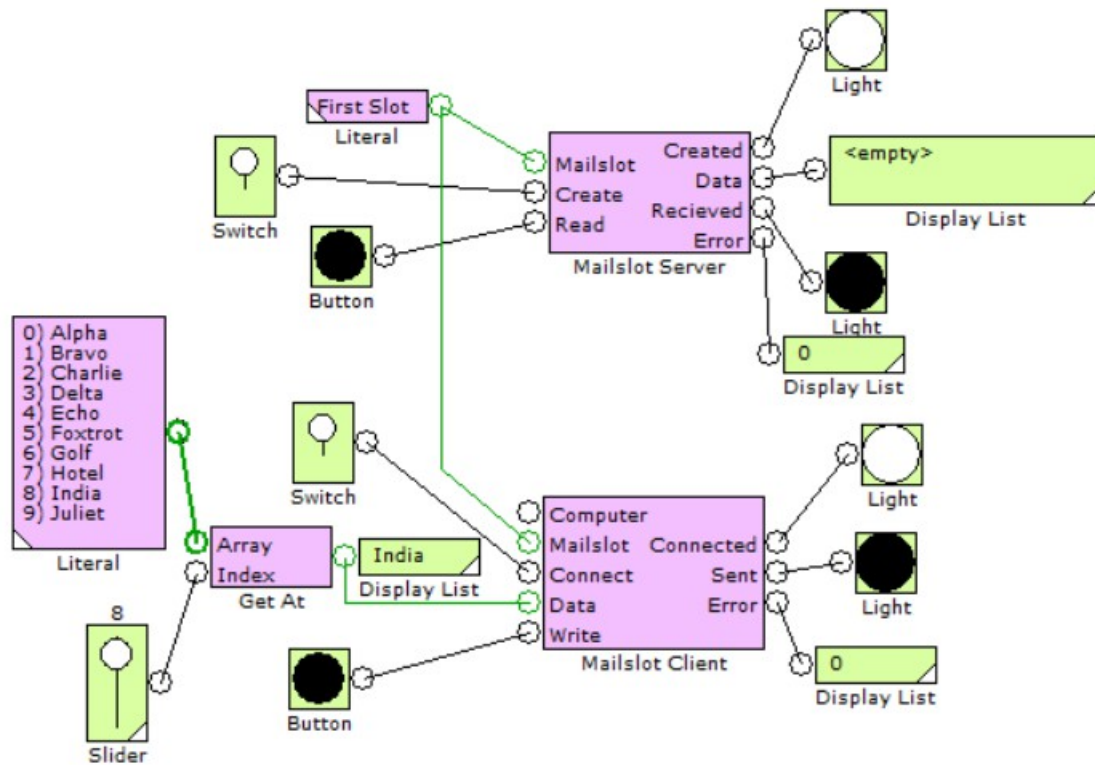 Light
First Slot
Literal
Switch
Mailslot
Create
Read
Created
Data
Recieved
Error
Mailslot Server
<empty>
Display List
Button
Light
0
Display List
0) Alpha
1) Bravo
2) Charlie
3) Delta
4) Echo
5) Foxtrot
6) Golf
7) Hotel
8) India
9) Juliet
Literal
Switch
Light
Array
Index
Get At
India
Display List
Computer
Mailslot
Connect
Data
Write
Connected
Sent
Error
Mailslot Client
Light
8
Slider
Button
0
Display List